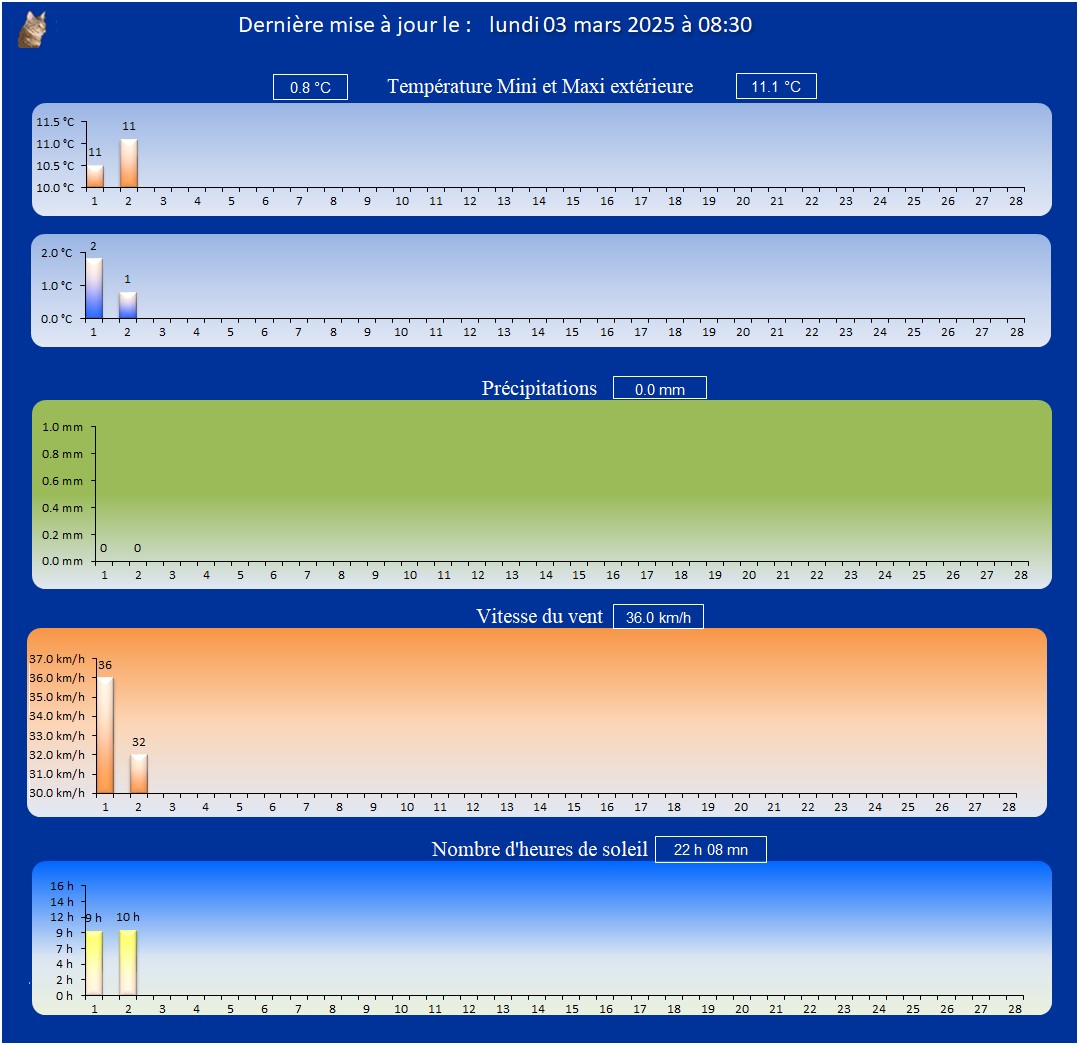 Dernière mise à jour le : lundi 03 mars 2025 à 08:30
0.8 °C Température Mini et Maxi extérieure 11.1 °C
11.5 °C
11.0 °C
10.5 °C
10.0 °C
11 11
1 2 3 4 5 6 7 8 9 10 11 12 13 14 15 16 17 18 19 20 21 22 23 24 25 26 27 28
2.0 °C
1.0 °C
0.0 °C
2 1
1 2 3 4 5 6 7 8 9 10 11 12 13 14 15 16 17 18 19 20 21 22 23 24 25 26 27 28
Précipitations 0.0 mm
1.0 mm
0.8 mm
0.6 mm
0.4 mm
0.2 mm
0.0 mm
0 0
1 2 3 4 5 6 7 8 9 10 11 12 13 14 15 16 17 18 19 20 21 22 23 24 25 26 27 28
Vitesse du vent 36.0 km/h
37.0 km/h
36.0 km/h
35.0 km/h
34.0 km/h
33.0 km/h
32.0 km/h
31.0 km/h
30.0 km/h
36 32
1 2 3 4 5 6 7 8 9 10 11 12 13 14 15 16 17 18 19 20 21 22 23 24 25 26 27 28
Nombre d'heures de soleil 22 h 08 mn
16 h
14 h
12 h
9 h
7 h
4 h
2 h
0 h
9 h 10 h
1 2 3 4 5 6 7 8 9 10 11 12 13 14 15 16 17 18 19 20 21 22 23 24 25 26 27 28